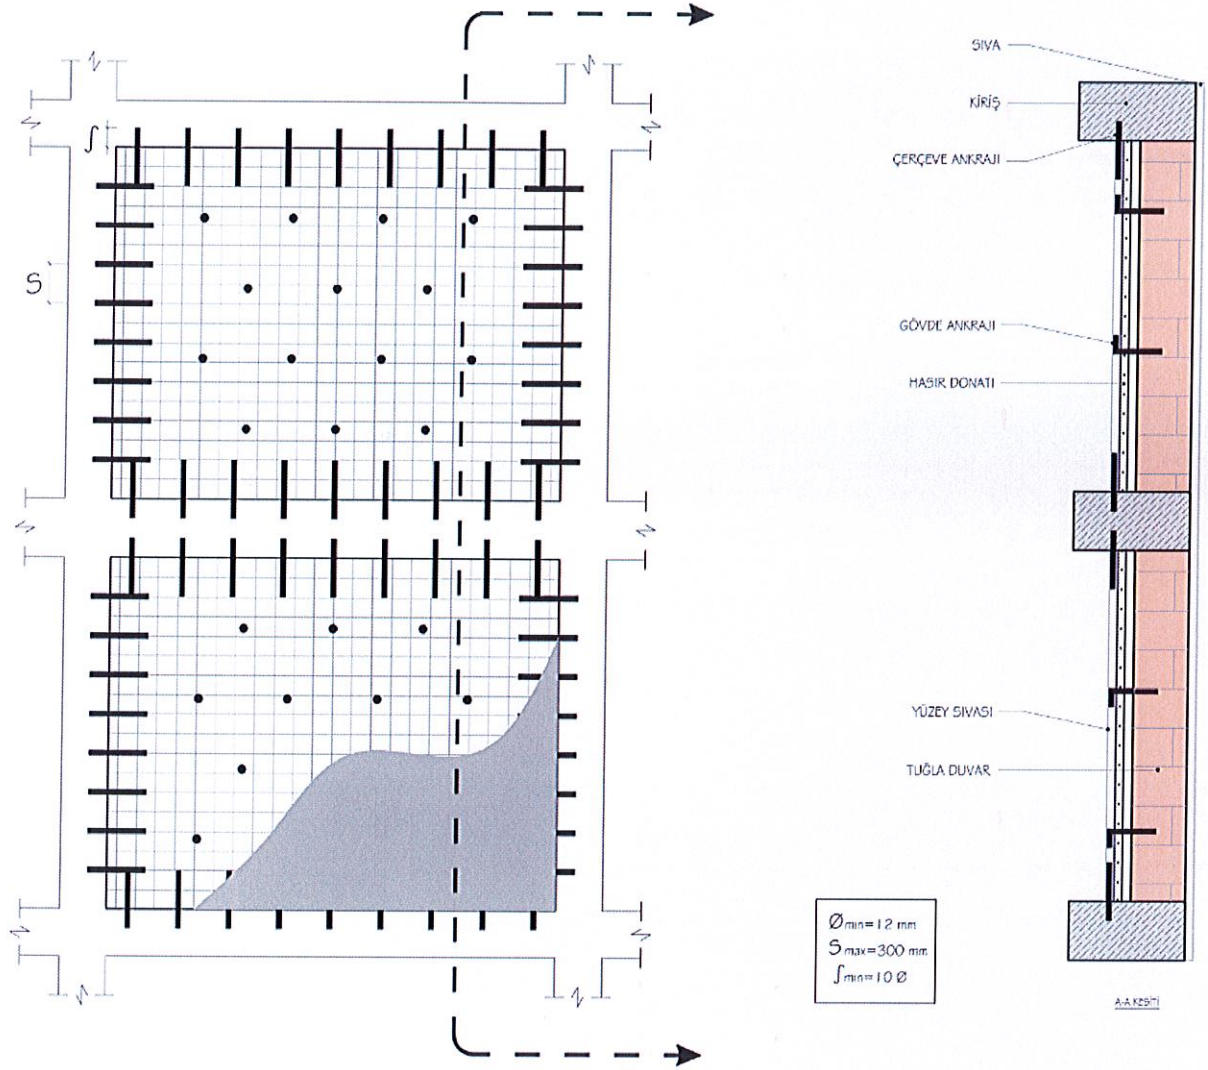 SIVA
KİRİŞ
ÇERÇEVE ANKRAJI
S
GÖVDE ANKRAJI
HASIR DONATI
YÜZEY SIVASI
TUĞLA DUVAR
Ømin=12 mm
Smax=300 mm
∫min=10 Ø
A-A KESİTİ
∫